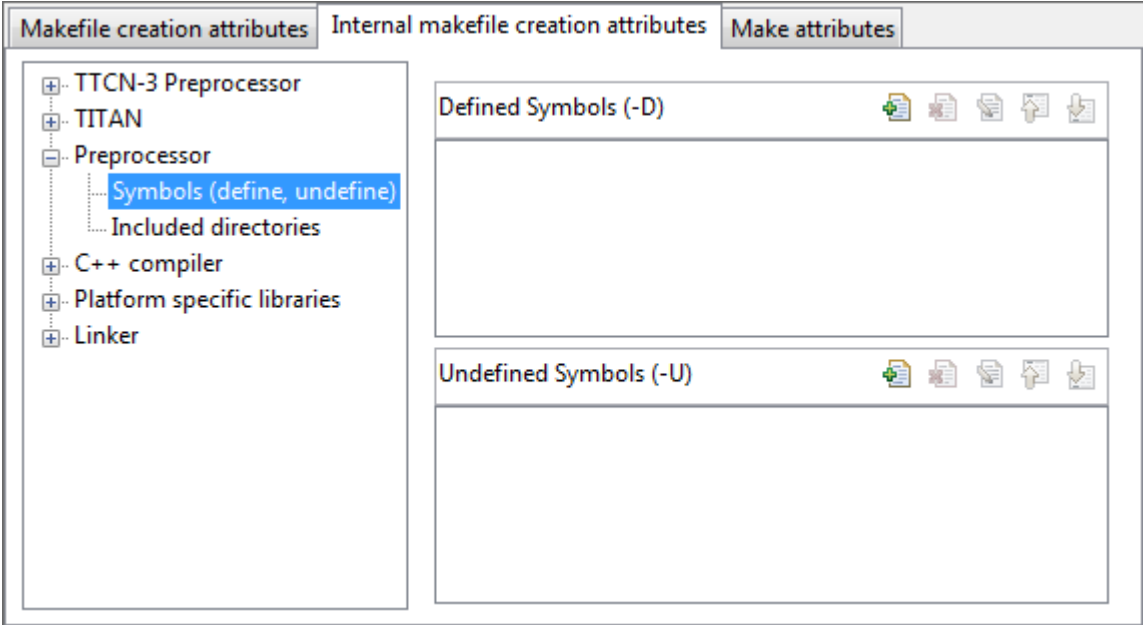 Makefile creation attributes
Internal makefile creation attributes
Make attributes
TTCN-3 Preprocessor
TITAN
Preprocessor
Symbols (define, undefine)
Included directories
C++ compiler
Platform specific libraries
Linker
Defined Symbols (-D)
Undefined Symbols (-U)